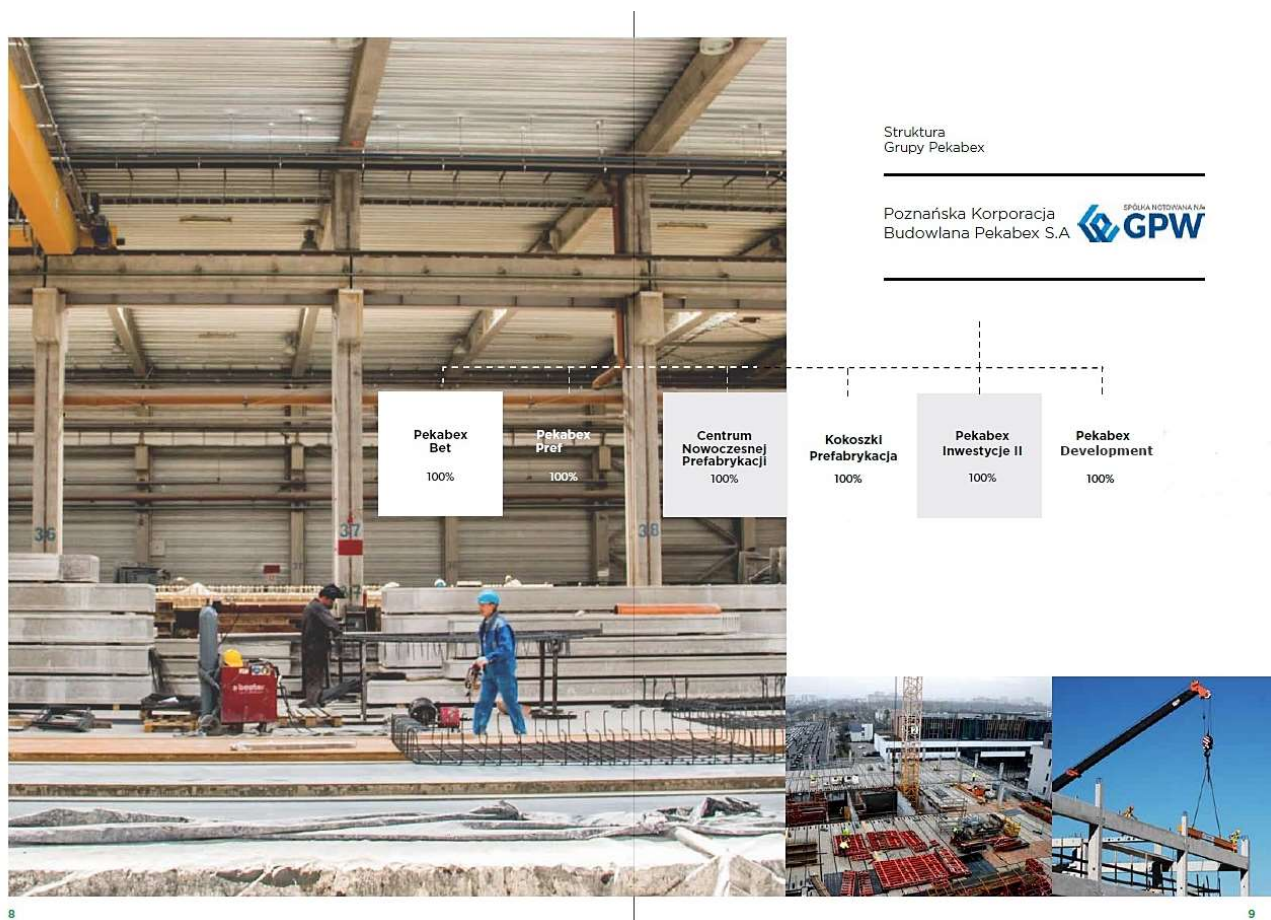 Struktura
Grupy Pekabex
Poznańska Korporacja
Budowlana Pekabex S.A
SPÓŁKA NOTOWANA NA
GPW
Pekabex
Bet
100%
Pekabex
Pref
100%
Centrum
Nowoczesnej
Prefabrykacji
100%
Kokoszki
Prefabrykacja
100%
Pekabex
Inwestycje II
100%
Pekabex
Development
100%
36
37
38
bester
8
9